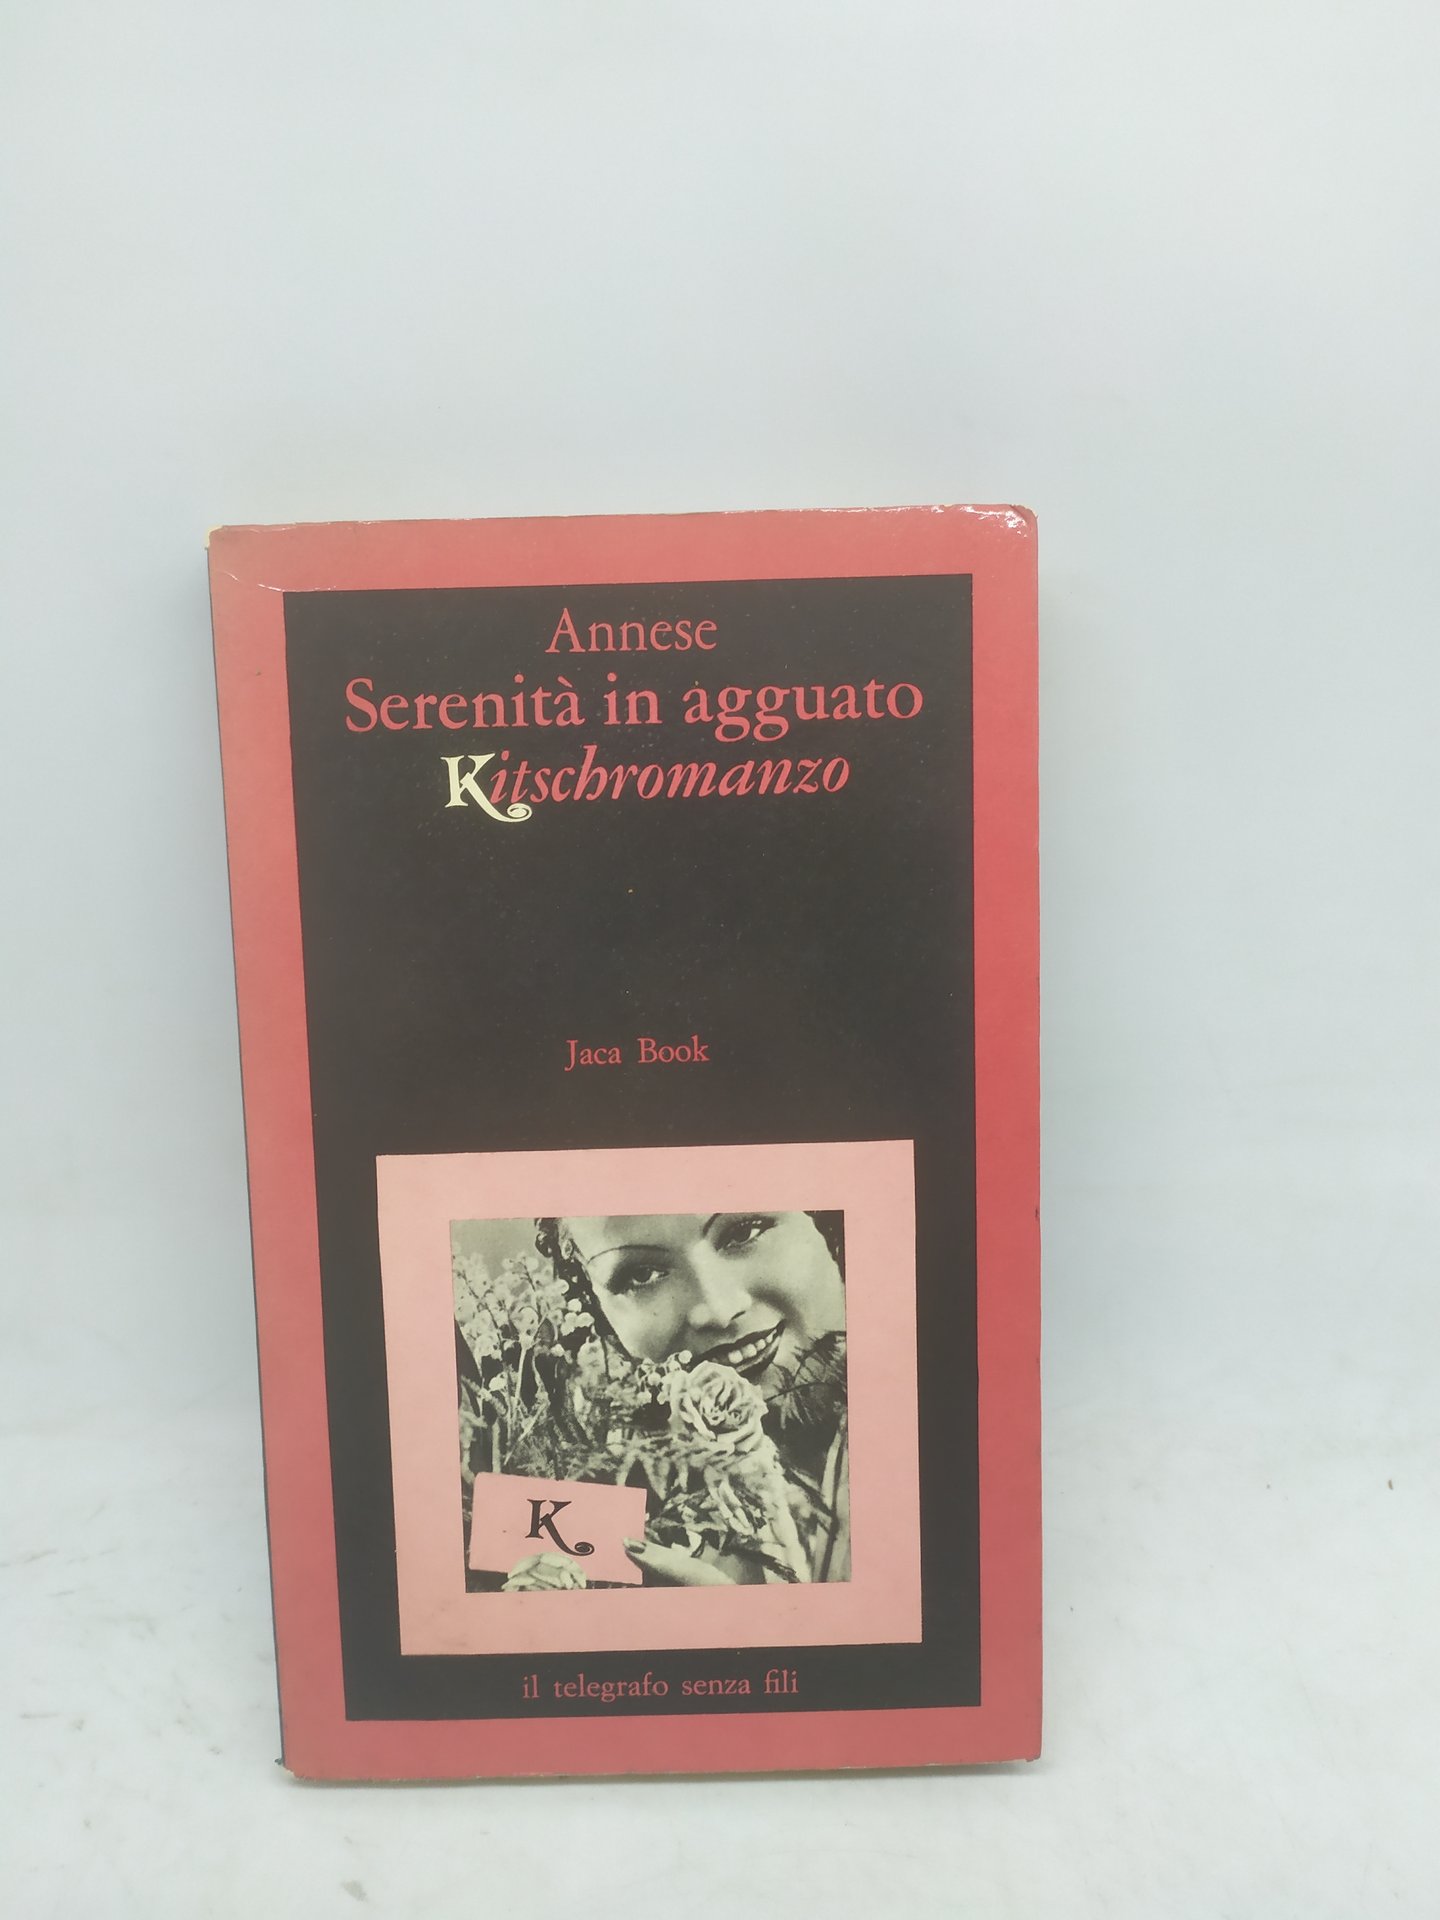 Annese
Serenità in agguato
Kitschromanzo
Jaca Book
K
il telegrafo senza fili